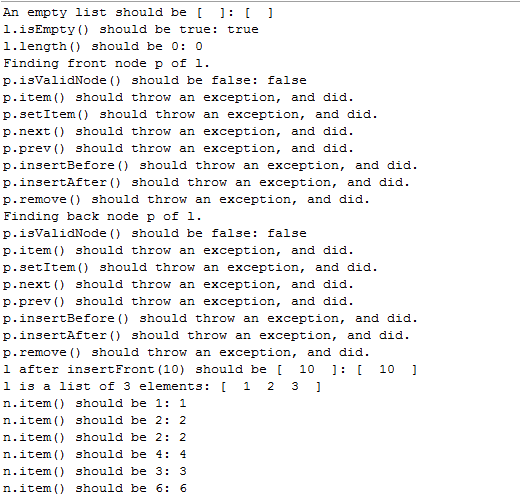 An empty list should be [  ]: [  ]
l.isEmpty() should be true: true
l.length() should be 0: 0
Finding front node p of l.
p.isValidNode() should be false: false
p.item() should throw an exception, and did.
p.setItem() should throw an exception, and did.
p.next() should throw an exception, and did.
p.prev() should throw an exception, and did.
p.insertBefore() should throw an exception, and did.
p.insertAfter() should throw an exception, and did.
p.remove() should throw an exception, and did.
Finding back node p of l.
p.isValidNode() should be false: false
p.item() should throw an exception, and did.
p.setItem() should throw an exception, and did.
p.next() should throw an exception, and did.
p.prev() should throw an exception, and did.
p.insertBefore() should throw an exception, and did.
p.insertAfter() should throw an exception, and did.
p.remove() should throw an exception, and did.
l after insertFront(10) should be [  10  ]: [  10  ]
l is a list of 3 elements: [  1  2  3  ]
n.item() should be 1: 1
n.item() should be 2: 2
n.item() should be 2: 2
n.item() should be 4: 4
n.item() should be 3: 3
n.item() should be 6: 6